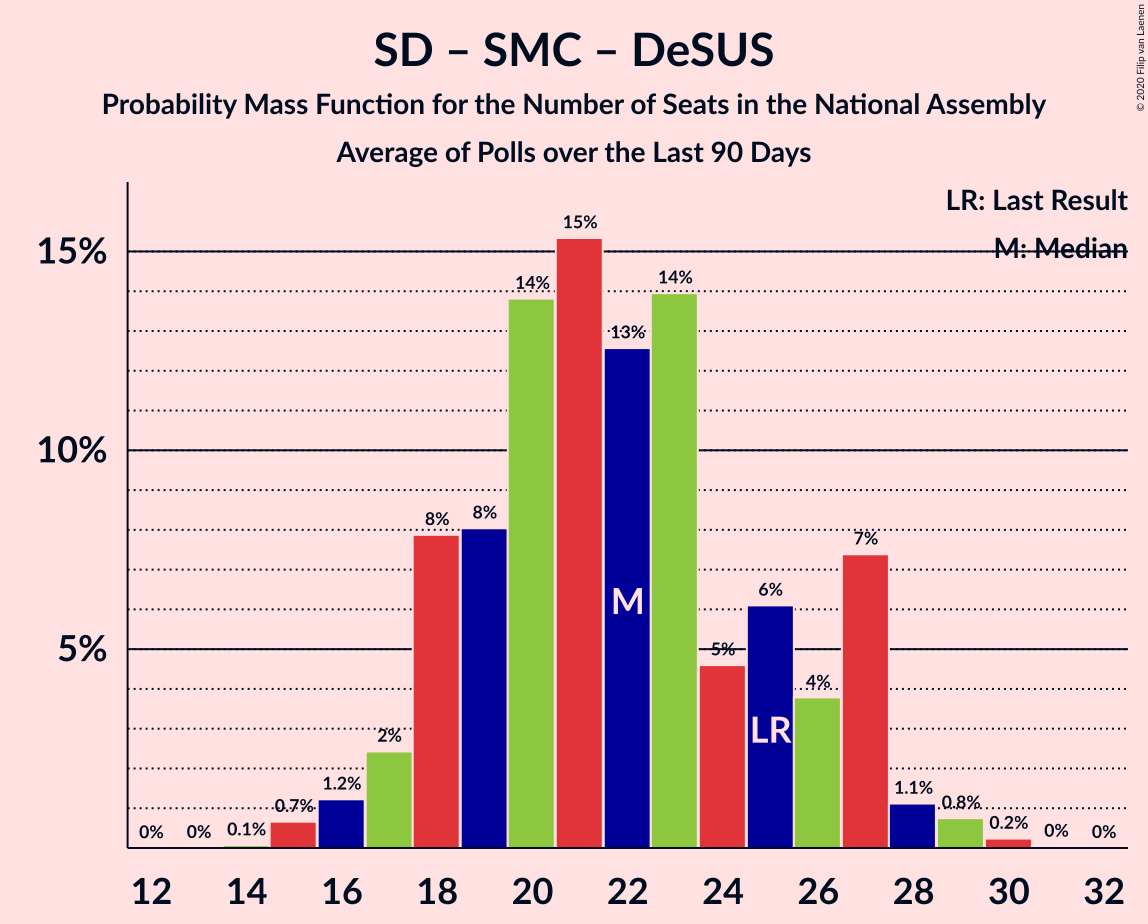 SD – SMC – DeSUS
Probability Mass Function for the Number of Seats in the National Assembly
Average of Polls over the Last 90 Days
© 2020 Filip van Laenen
LR: Last Result
M: Median
15%
10%
5%
0%
0%
0.1%
0.7%
1.2%
2%
8%
8%
14%
15%
13%
14%
5%
6%
4%
7%
1.1%
0.8%
0.2%
0%
0%
M
LR
12 14 16 18 20 22 24 26 28 30 32